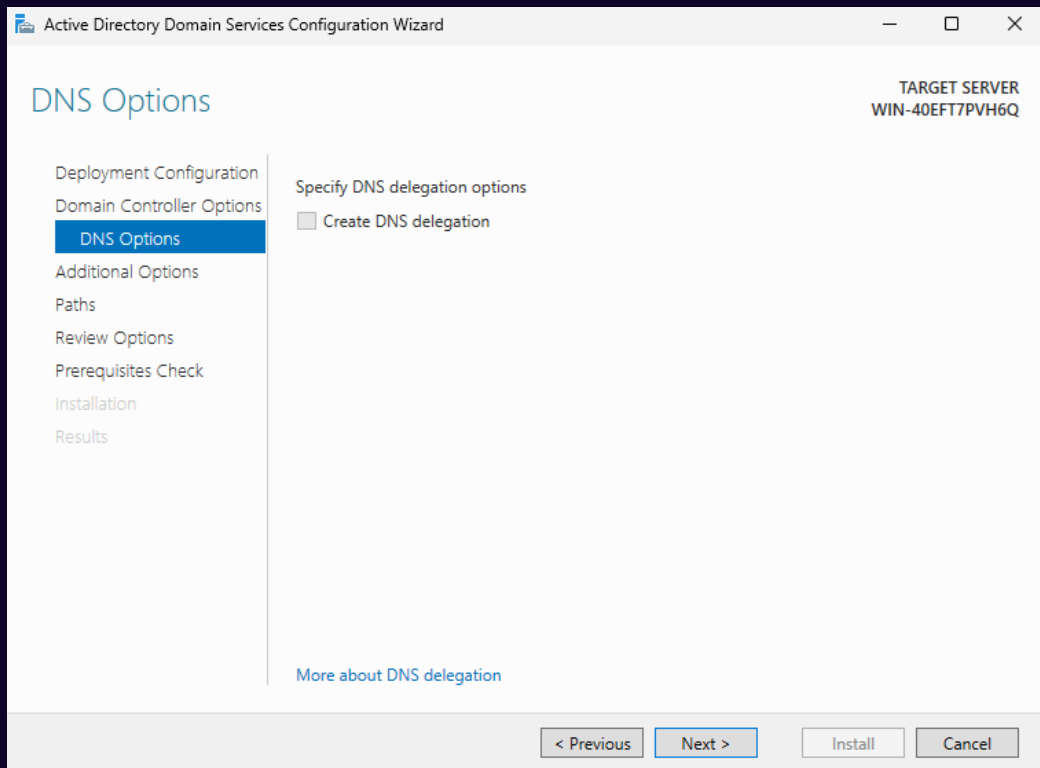 Active Directory Domain Services Configuration Wizard
DNS Options
TARGET SERVER
WIN-40EFT7PVH6Q
Deployment Configuration
Domain Controller Options
DNS Options
Additional Options
Paths
Review Options
Prerequisites Check
Installation
Results
Specify DNS delegation options
Create DNS delegation
More about DNS delegation
< Previous
Next >
Install
Cancel